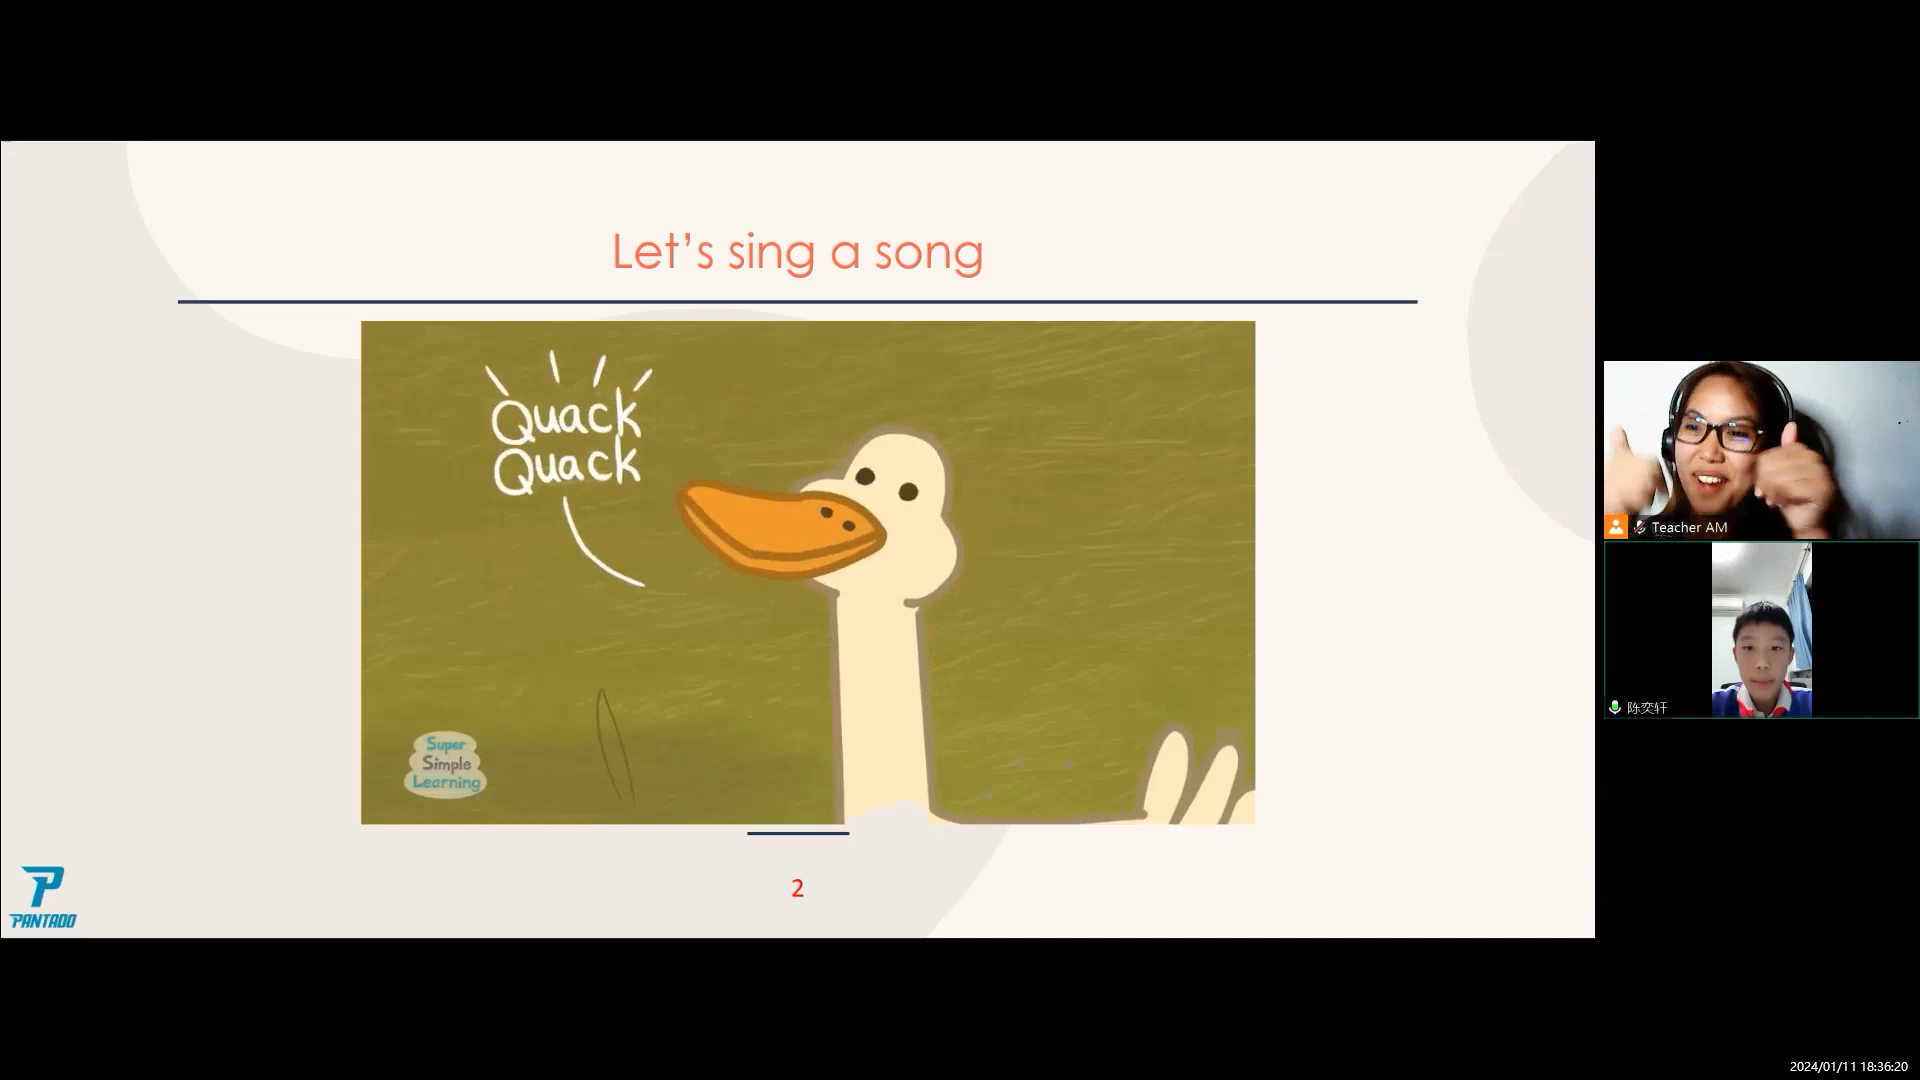 Let's sing a song
Quack
Quack
Super
Simple
Learning
2
PANTADO
Teacher AM
陈奕轩
2024/01/11 18:36:20